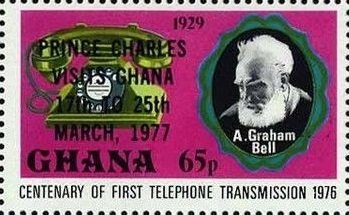 1929
PRINCE CHARLES
VISITS GHANA
17th TO 25th
MARCH, 1977
A. Graham
Bell
GHANA 65p
CENTENARY OF FIRST TELEPHONE TRANSMISSION 1976